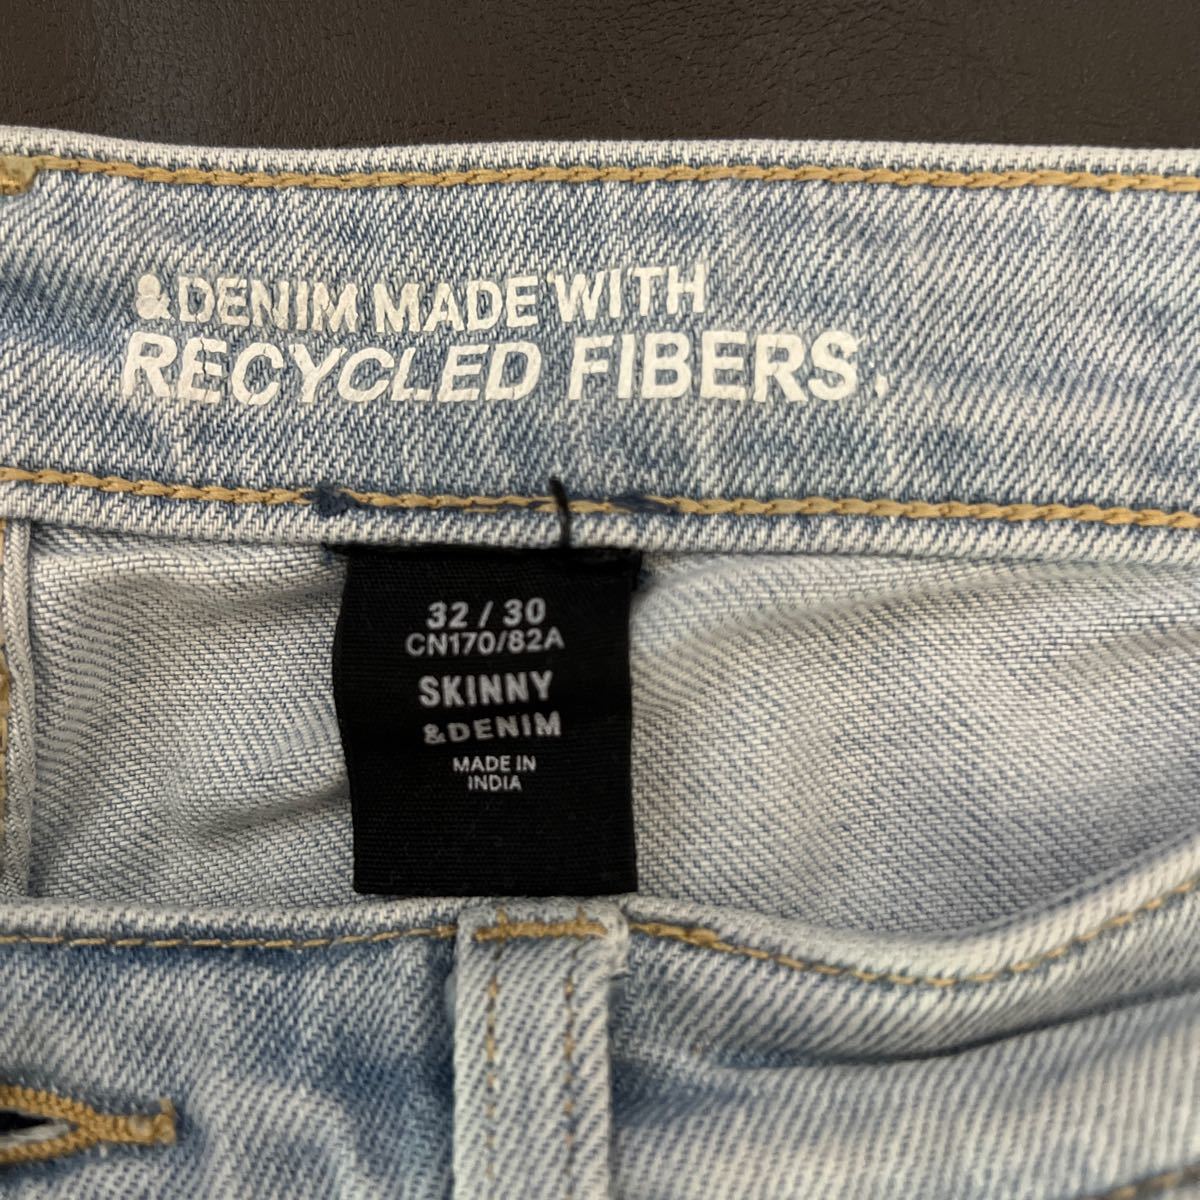 &DENIM MADE WITH
RECYCLED FIBERS.
32 / 30
CN170/82A
SKINNY
&DENIM
MADE IN
INDIA